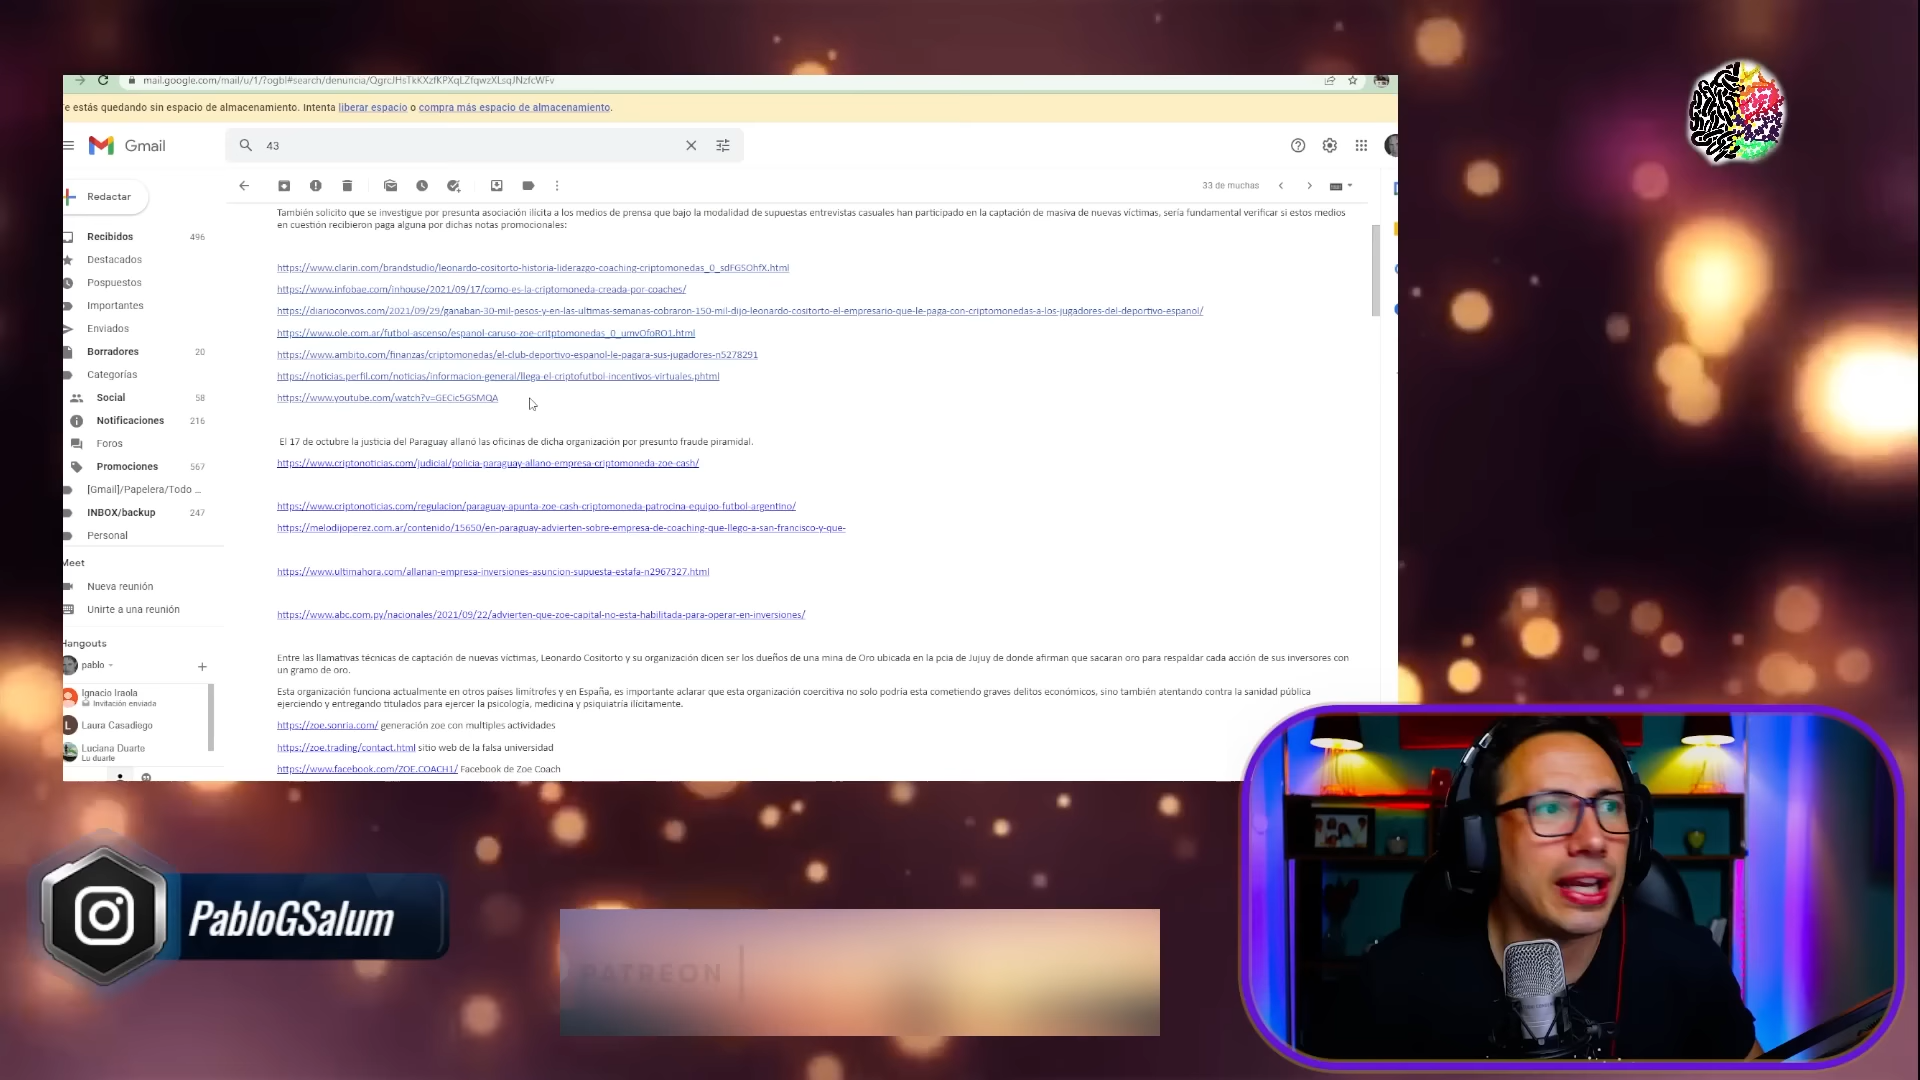 mail.google.com/mail/u/1/?ogbl#search/denuncia/QgrcJHsTkKXzfKPXqLZfqwzXLsqJNzfcWFv
e estás quedando sin espacio de almacenamiento. Intenta liberar espacio o compra más espacio de almacenamiento.
Gmail
43
Redactar
33 de muchas
Recibidos 496
Destacados
Pospuestos
Importantes
Enviados
Borradores 20
Categorías
Social 58
Notificaciones 216
Foros
Promociones 567
[Gmail]/Papelera/Todo ...
INBOX/backup 247
Personal
Meet
Nueva reunión
Unirte a una reunión
Hangouts
pablo
Ignacio Iraola
Invitación enviada
L Laura Casadiogo
Luciana Duarte
Lu duarte
También solicito que se investigue por presunta asociación ilícita a los medios de prensa que bajo la modalidad de supuestas entrevistas casuales han participado en la captación de masiva de nuevas víctimas, sería fundamental verificar si estos medios
en cuestión recibieron paga alguna por dichas notas promocionales:
https://www.clarin.com/brandstudio/leonardo-cositorto-historia-liderazgo-coaching-criptomonedas_0_sdFGSOhfX.html
https://www.infobae.com/inhouse/2021/09/17/como-es-la-criptomoneda-creada-por-coaches/
https://diarioconvos.com/2021/09/29/ganaban-30-mil-pesos-y-en-las-ultimas-semanas-cobraron-150-mil-dijo-leonardo-cositorto-el-empresario-que-le-paga-con-criptomonedas-a-los-jugadores-del-deportivo-espanol/
https://www.ole.com.ar/futbol-ascenso/espanol-caruso-zoe-critptomonedas_0_umvOfoRO1.html
https://www.ambito.com/finanzas/criptomonedas/el-club-deportivo-espanol-le-pagara-sus-jugadores-n5278291
https://noticias.perfil.com/noticias/informacion-general/llega-el-criptofutbol-incentivos-virtuales.phtml
https://www.youtube.com/watch?v=GECic5GSMQA
El 17 de octubre la justicia del Paraguay allanó las oficinas de dicha organización por presunto fraude piramidal.
https://www.criptonoticias.com/judicial/policia-paraguay-allano-empresa-criptomoneda-zoe-cash/
https://www.criptonoticias.com/regulacion/paraguay-apunta-zoe-cash-criptomoneda-patrocina-equipo-futbol-argentino/
https://melodijoperez.com.ar/contenido/15650/en-paraguay-advierten-sobre-empresa-de-coaching-que-llego-a-san-francisco-y-que-
https://www.ultimahora.com/allanan-empresa-inversiones-asuncion-supuesta-estafa-n2967327.html
https://www.abc.com.py/nacionales/2021/09/22/advierten-que-zoe-capital-no-esta-habilitada-para-operar-en-inversiones/
Entre las llamativas técnicas de captación de nuevas víctimas, Leonardo Cositorto y su organización dicen ser los dueños de una mina de Oro ubicada en la pcia de Jujuy de donde afirman que sacaran oro para respaldar cada acción de sus inversores con
un gramo de oro.
Esta organización funciona actualmente en otros países limítrofes y en España, es importante aclarar que esta organización coercitiva no solo podría esta cometiendo graves delitos económicos, sino también atentando contra la sanidad pública
ejerciendo y entregando titulados para ejercer la psicología, medicina y psiquiatría ilícitamente.
https://zoe.sonria.com/ generación zoe con multiples actividades
https://zoe.trading/contact.html sitio web de la falsa universidad
https://www.facebook.com/ZOE.COACH1/ Facebook de Zoe Coach
PabloGSalum
PATREON